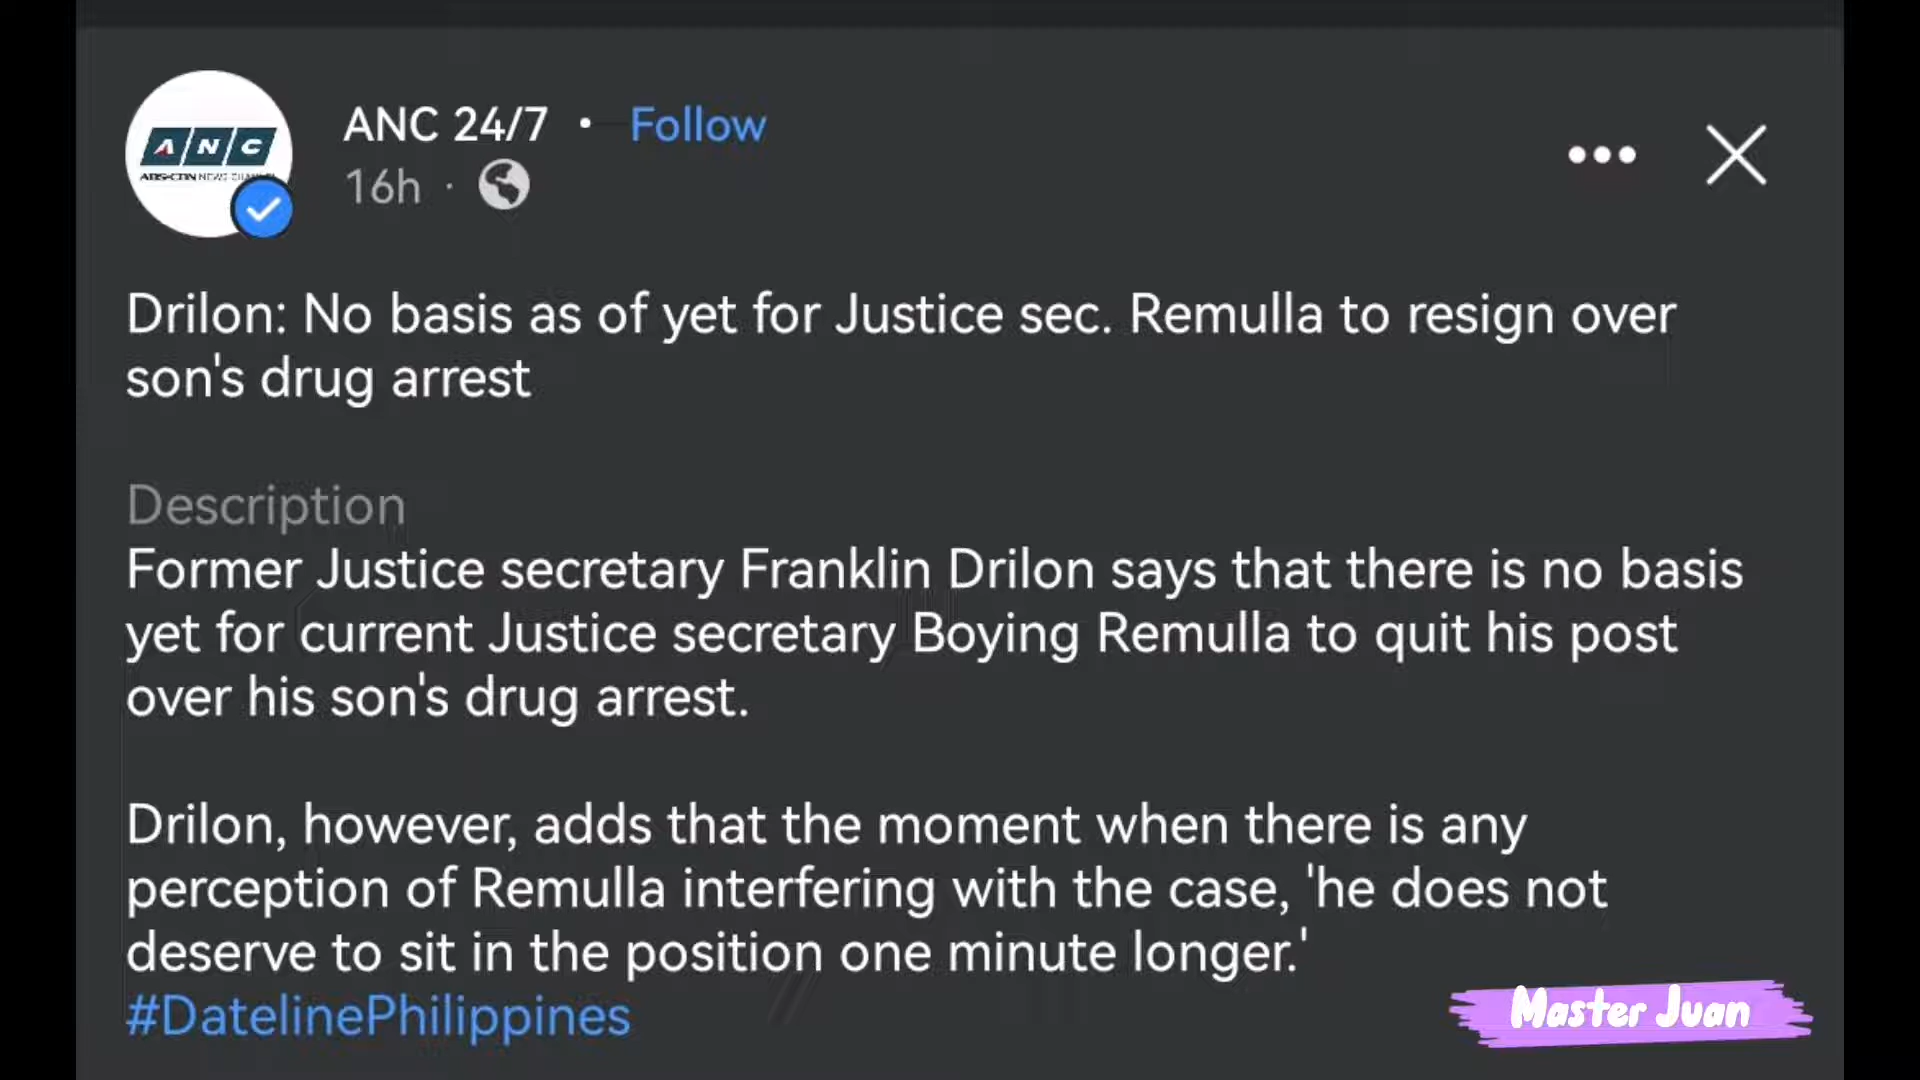 ANC
ABS-CBN NEWS CHANNEL
ANC 24/7 · Follow
16h ·
Drilon: No basis as of yet for Justice sec. Remulla to resign over
son's drug arrest
Description
Former Justice secretary Franklin Drilon says that there is no basis
yet for current Justice secretary Boying Remulla to quit his post
over his son's drug arrest.
Drilon, however, adds that the moment when there is any
perception of Remulla interfering with the case, 'he does not
deserve to sit in the position one minute longer.'
#DatelinePhilippines
Master Juan